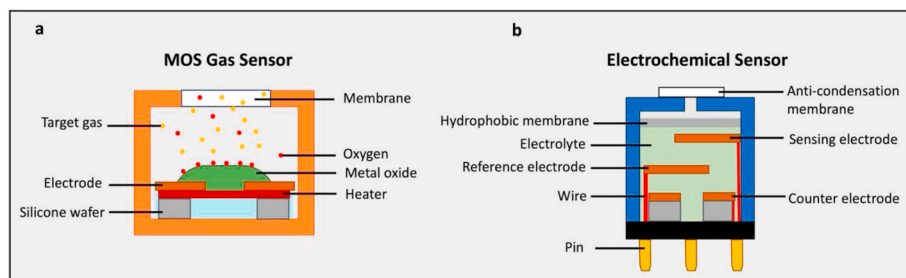 a
MOS Gas Sensor
Membrane
Target gas
Oxygen
Metal oxide
Electrode
Heater
Silicone wafer
b
Electrochemical Sensor
Anti-condensation
membrane
Hydrophobic membrane
Sensing electrode
Electrolyte
Reference electrode
Wire
Counter electrode
Pin